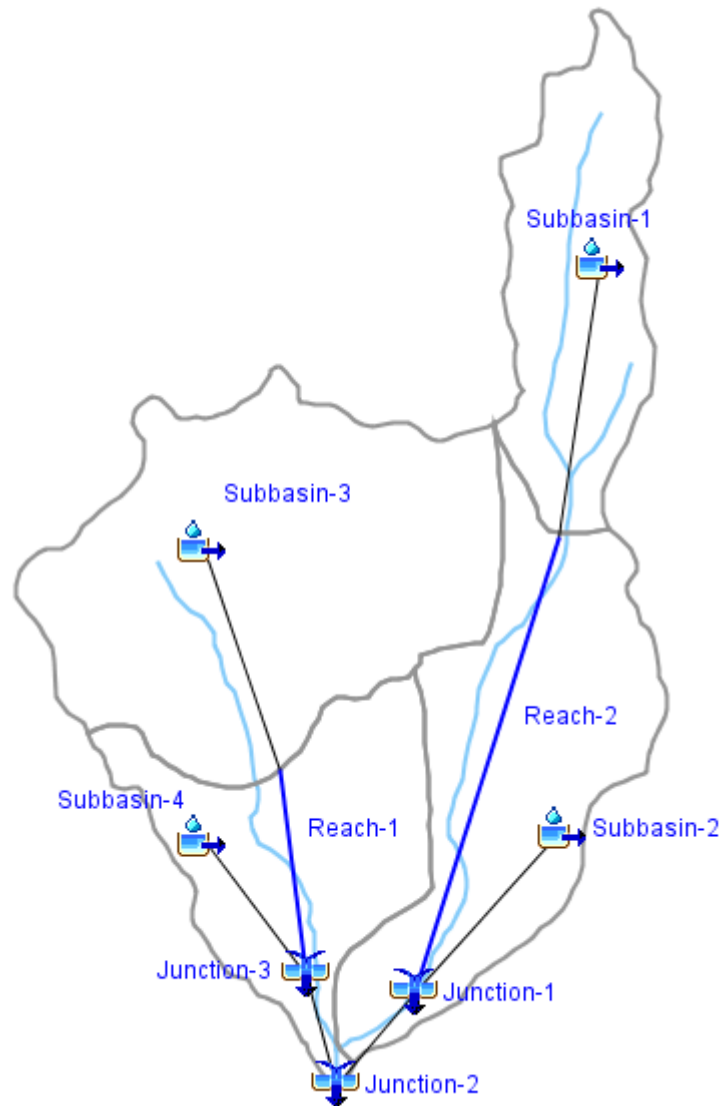 Subbasin-1
Subbasin-3
Reach-2
Subbasin-4
Reach-1
Subbasin-2
Junction-3
Junction-1
Junction-2